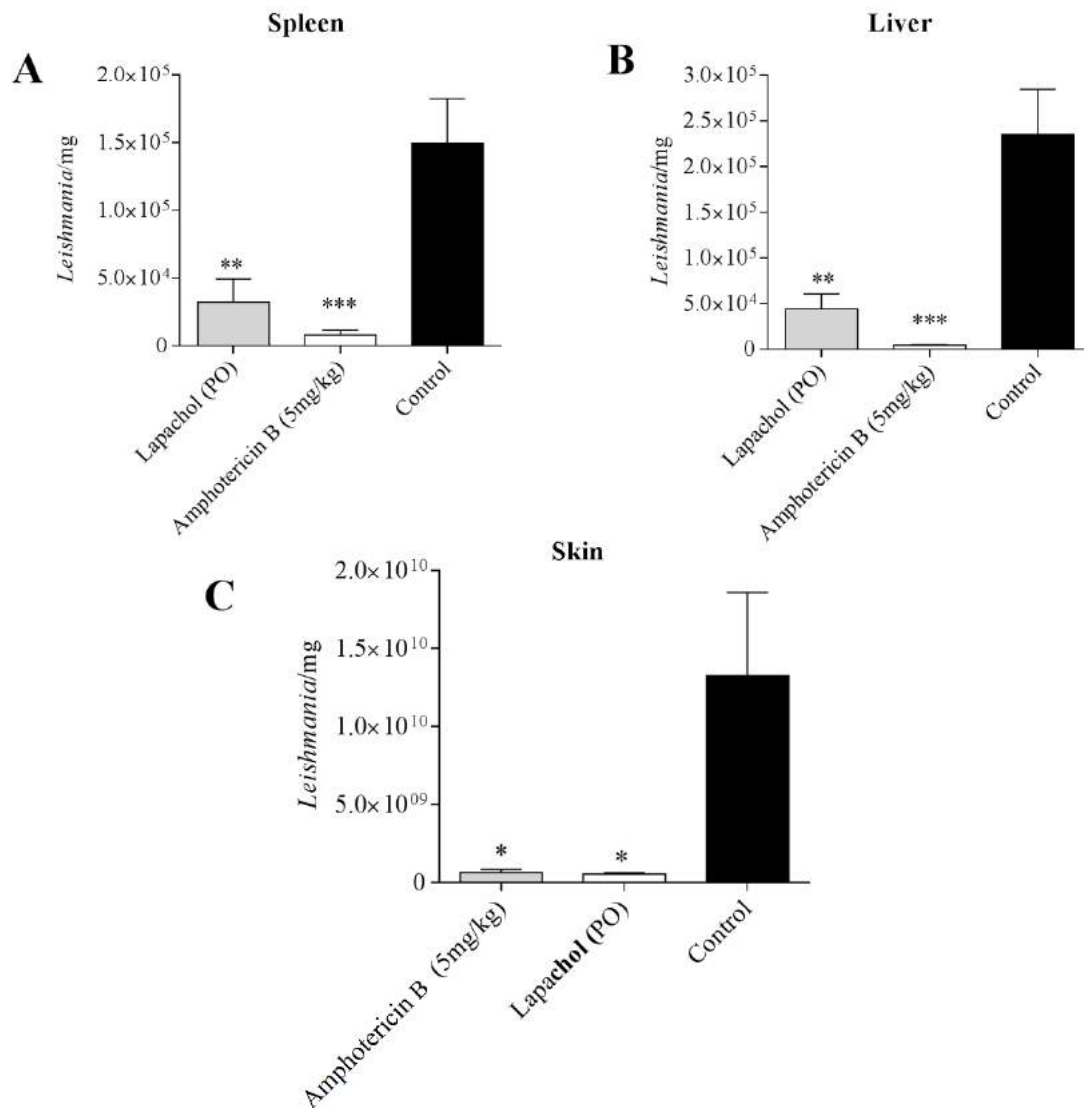 Spleen
A
Leishmania/mg
2.0×10⁵
1.5×10⁵
1.0×10⁵
5.0×10⁴
0
**
***
Lapachol (PO)
Amphotericin B (5mg/kg)
Control
Liver
B
Leishmania/mg
3.0×10⁵
2.5×10⁵
2.0×10⁵
1.5×10⁵
1.0×10⁵
5.0×10⁴
0
**
***
Lapachol (PO)
Amphotericin B (5mg/kg)
Control
Skin
C
Leishmania/mg
2.0×10¹⁰
1.5×10¹⁰
1.0×10¹⁰
5.0×10⁰⁹
0
*
*
Amphotericin B (5mg/kg)
Lapachol (PO)
Control